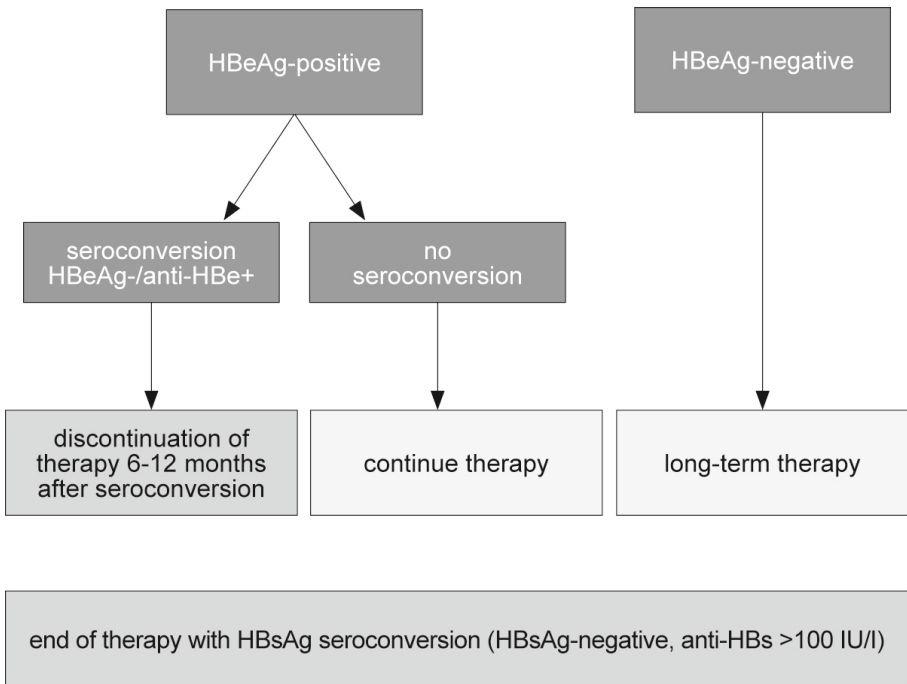 HBeAg-positive
HBeAg-negative
seroconversion
HBeAg-/anti-HBe+
no
seroconversion
discontinuation of
therapy 6-12 months
after seroconversion
continue therapy
long-term therapy
end of therapy with HBsAg seroconversion (HBsAg-negative, anti-HBs >100 IU/l)